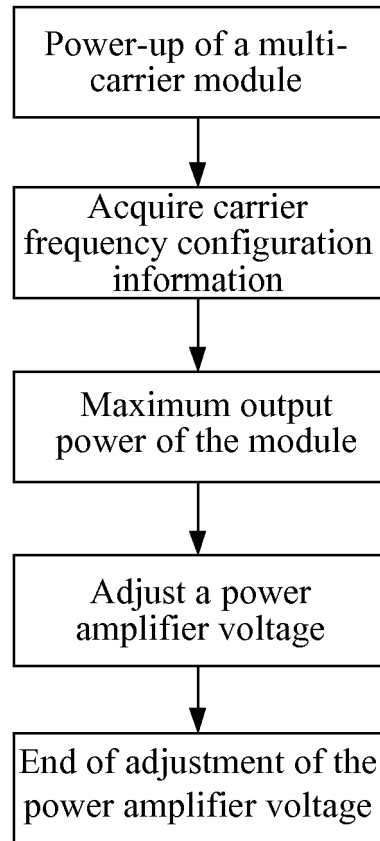 Power-up of a multi-
carrier module
Acquire carrier
frequency configuration
information
Maximum output
power of the module
Adjust a power
amplifier voltage
End of adjustment of the
power amplifier voltage